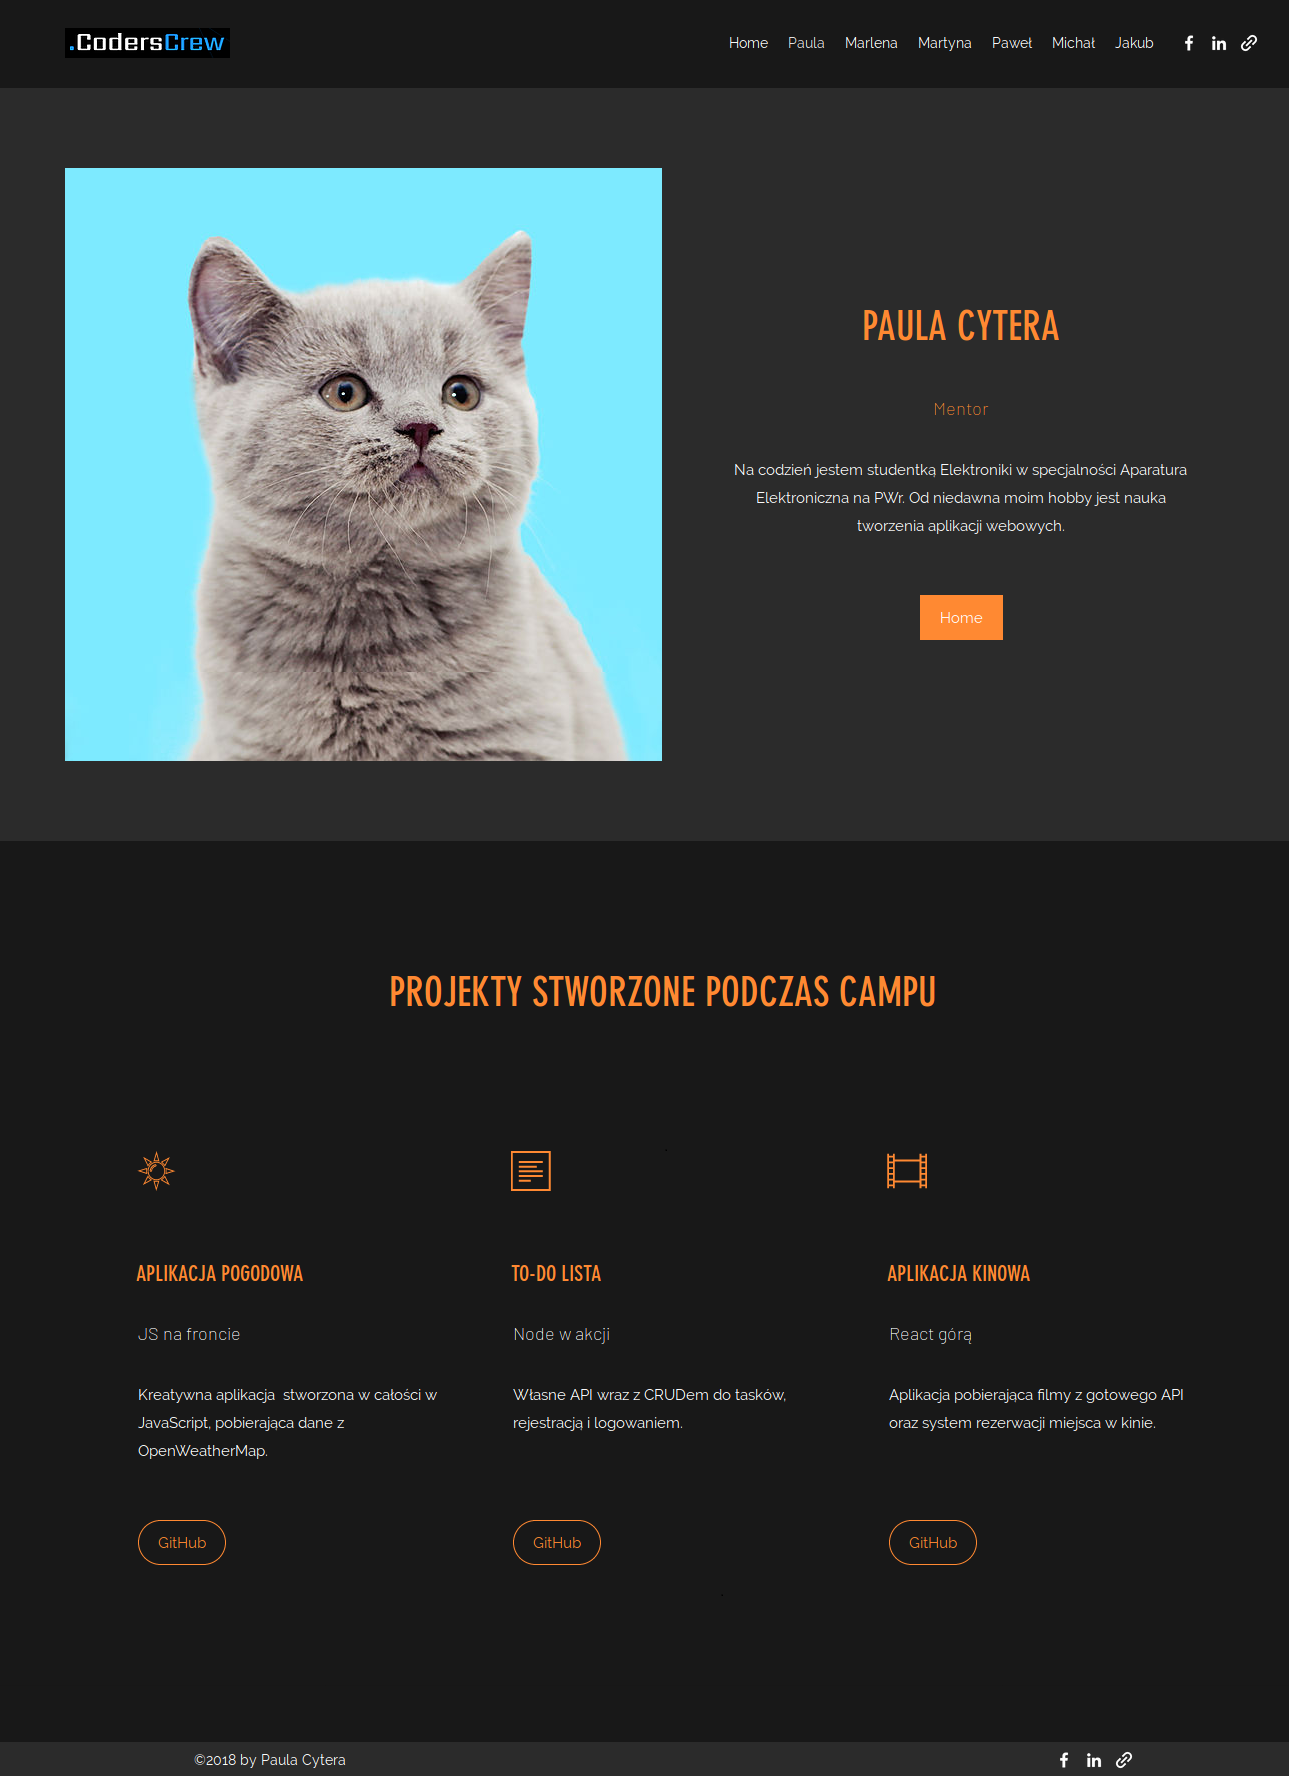 .CodersCrew
Home Paula Marlena Martyna Paweł Michał Jakub
PAULA CYTERA
Mentor
Na codzień jestem studentką Elektroniki w specjalności Aparatura
Elektroniczna na PWr. Od niedawna moim hobby jest nauka
tworzenia aplikacji webowych.
Home
PROJEKTY STWORZONE PODCZAS CAMPU
APLIKACJA POGODOWA
JS na froncie
Kreatywna aplikacja  stworzona w całości w
JavaScript, pobierająca dane z
OpenWeatherMap.
GitHub
TO-DO LISTA
Node w akcji
Własne API wraz z CRUDem do tasków,
rejestracją i logowaniem.
GitHub
APLIKACJA KINOWA
React górą
Aplikacja pobierająca filmy z gotowego API
oraz system rezerwacji miejsca w kinie.
GitHub
©2018 by Paula Cytera